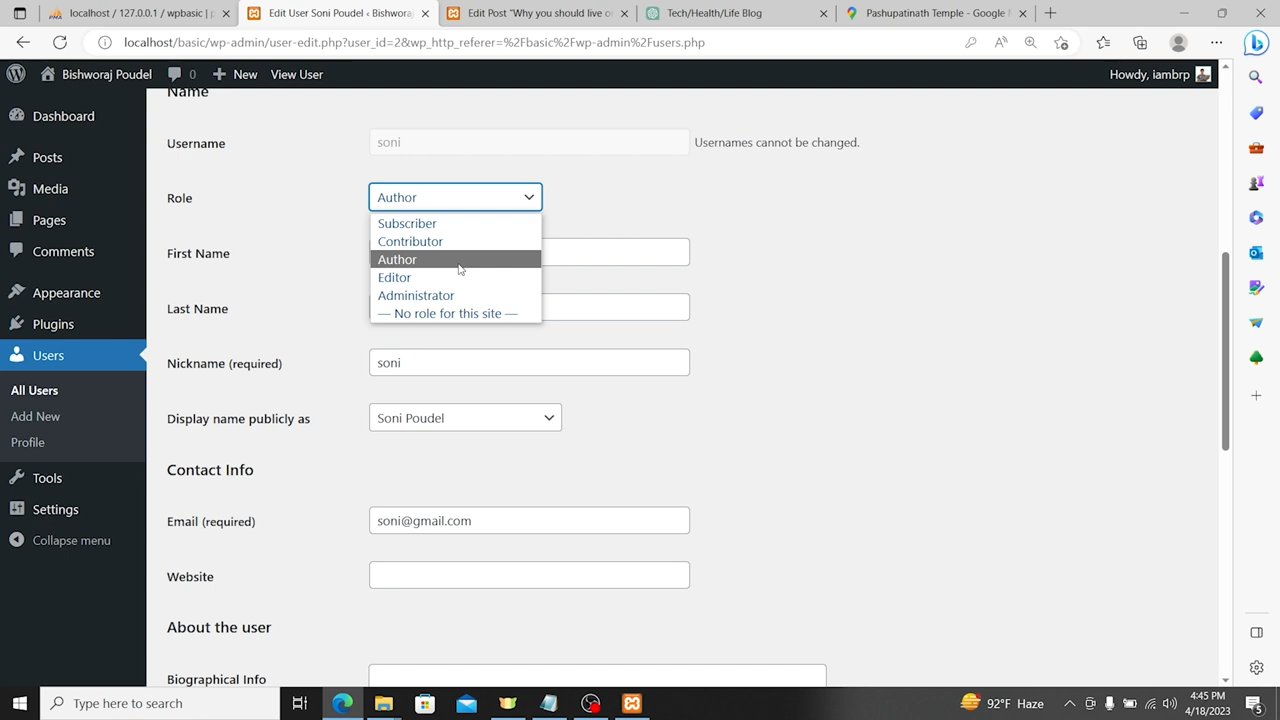 localhost / 127.0.0.1 / wpbasic | p
Edit User Soni Poudel ‹ Bishworaj
Edit Post "Why you should live or
Tech/Health/Life Blog
Pashupatinath Temple - Google M
localhost/basic/wp-admin/user-edit.php?user_id=2&wp_http_referer=%2Fbasic%2Fwp-admin%2Fusers.php
Bishworaj Poudel
0
New
View User
Howdy, iambrp
Dashboard
Posts
Media
Pages
Comments
Appearance
Plugins
Users
All Users
Add New
Profile
Tools
Settings
Collapse menu
Name
Username
soni
Usernames cannot be changed.
Role
Author
Subscriber
Contributor
Author
Editor
Administrator
— No role for this site —
First Name
Last Name
Nickname (required)
soni
Display name publicly as
Soni Poudel
Contact Info
Email (required)
soni@gmail.com
Website
About the user
Biographical Info
Type here to search
92°F Haze
4:45 PM
4/18/2023
5